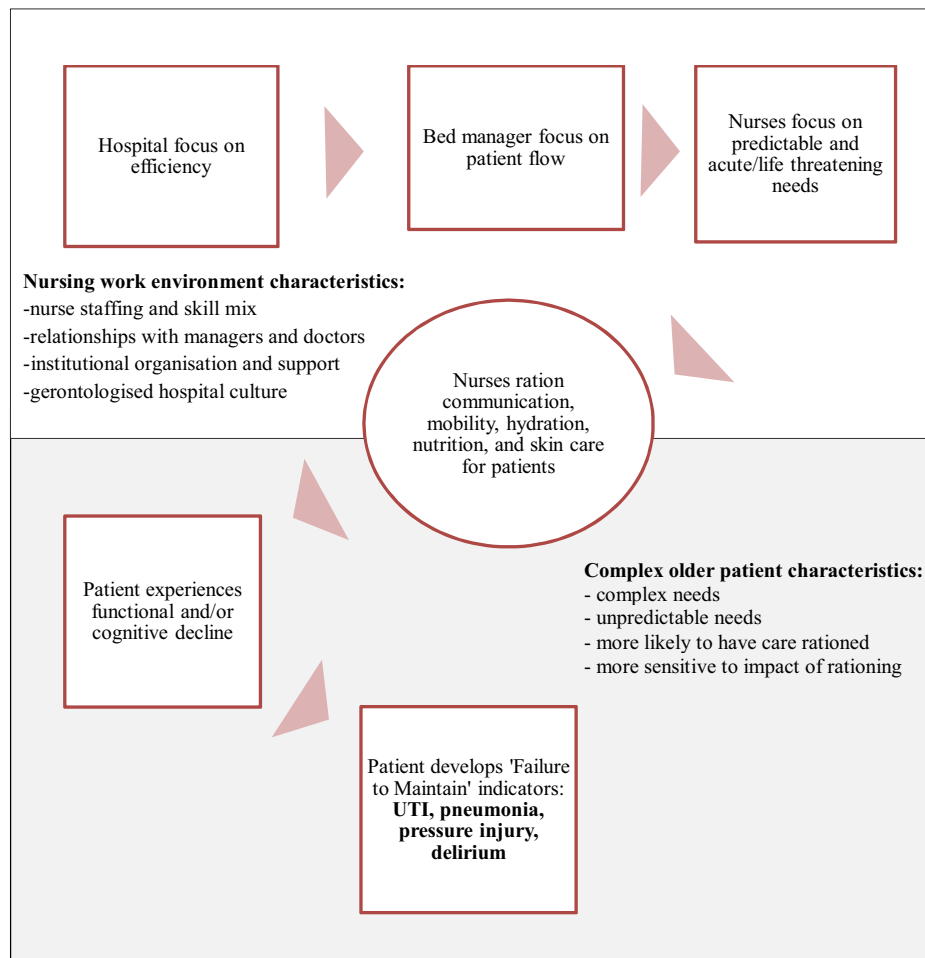 Hospital focus on
efficiency
Bed manager focus on
patient flow
Nurses focus on
predictable and
acute/life threatening
needs
Nursing work environment characteristics:
-nurse staffing and skill mix
-relationships with managers and doctors
-institutional organisation and support
-gerontologised hospital culture
Nurses ration
communication,
mobility, hydration,
nutrition, and skin care
for patients
Patient experiences
functional and/or
cognitive decline
Complex older patient characteristics:
- complex needs
- unpredictable needs
- more likely to have care rationed
- more sensitive to impact of rationing
Patient develops 'Failure
to Maintain' indicators:
UTI, pneumonia,
pressure injury,
delirium